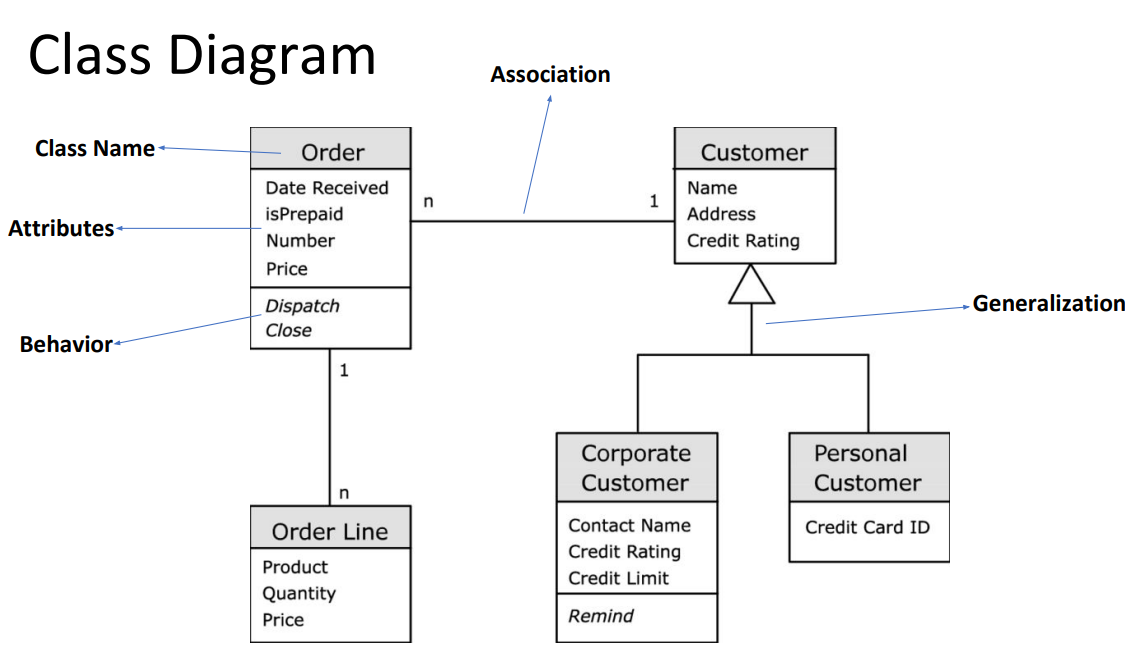 Class Diagram
Association
Class Name
Order
Customer
Date Received
isPrepaid
Number
Price
n
1
Name
Address
Credit Rating
Attributes
Dispatch
Close
Behavior
Generalization
1
n
Corporate
Customer
Personal
Customer
Order Line
Product
Quantity
Price
Contact Name
Credit Rating
Credit Limit
Remind
Credit Card ID